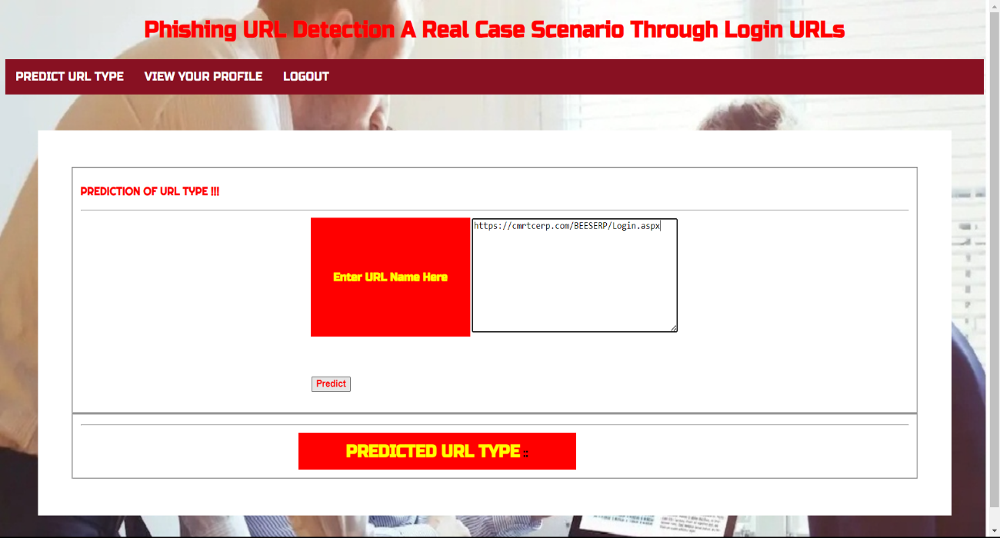 Phishing URL Detection A Real Case Scenario Through Login URLs
PREDICT URL TYPE VIEW YOUR PROFILE LOGOUT
PREDICTION OF URL TYPE !!!
Enter URL Name Here
https://cmrtcerp.com/BEESERP/Login.aspx
Predict
PREDICTED URL TYPE ::